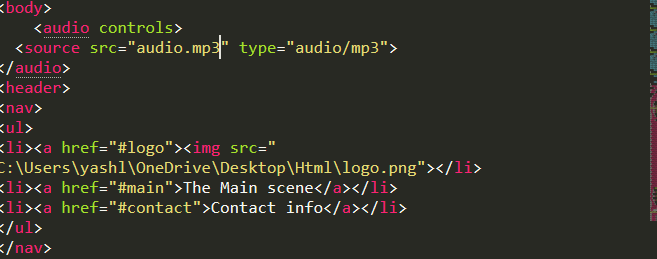 <body>
<audio controls>
<source src="audio.mp3" type="audio/mp3">
</audio>
<header>
<nav>
<ul>
<li><a href="#logo"><img src="
C:\Users\yashl\OneDrive\Desktop\Html\logo.png"></li>
<li><a href="#main">The Main scene</a></li>
<li><a href="#contact">Contact info</a></li>
</ul>
</nav>